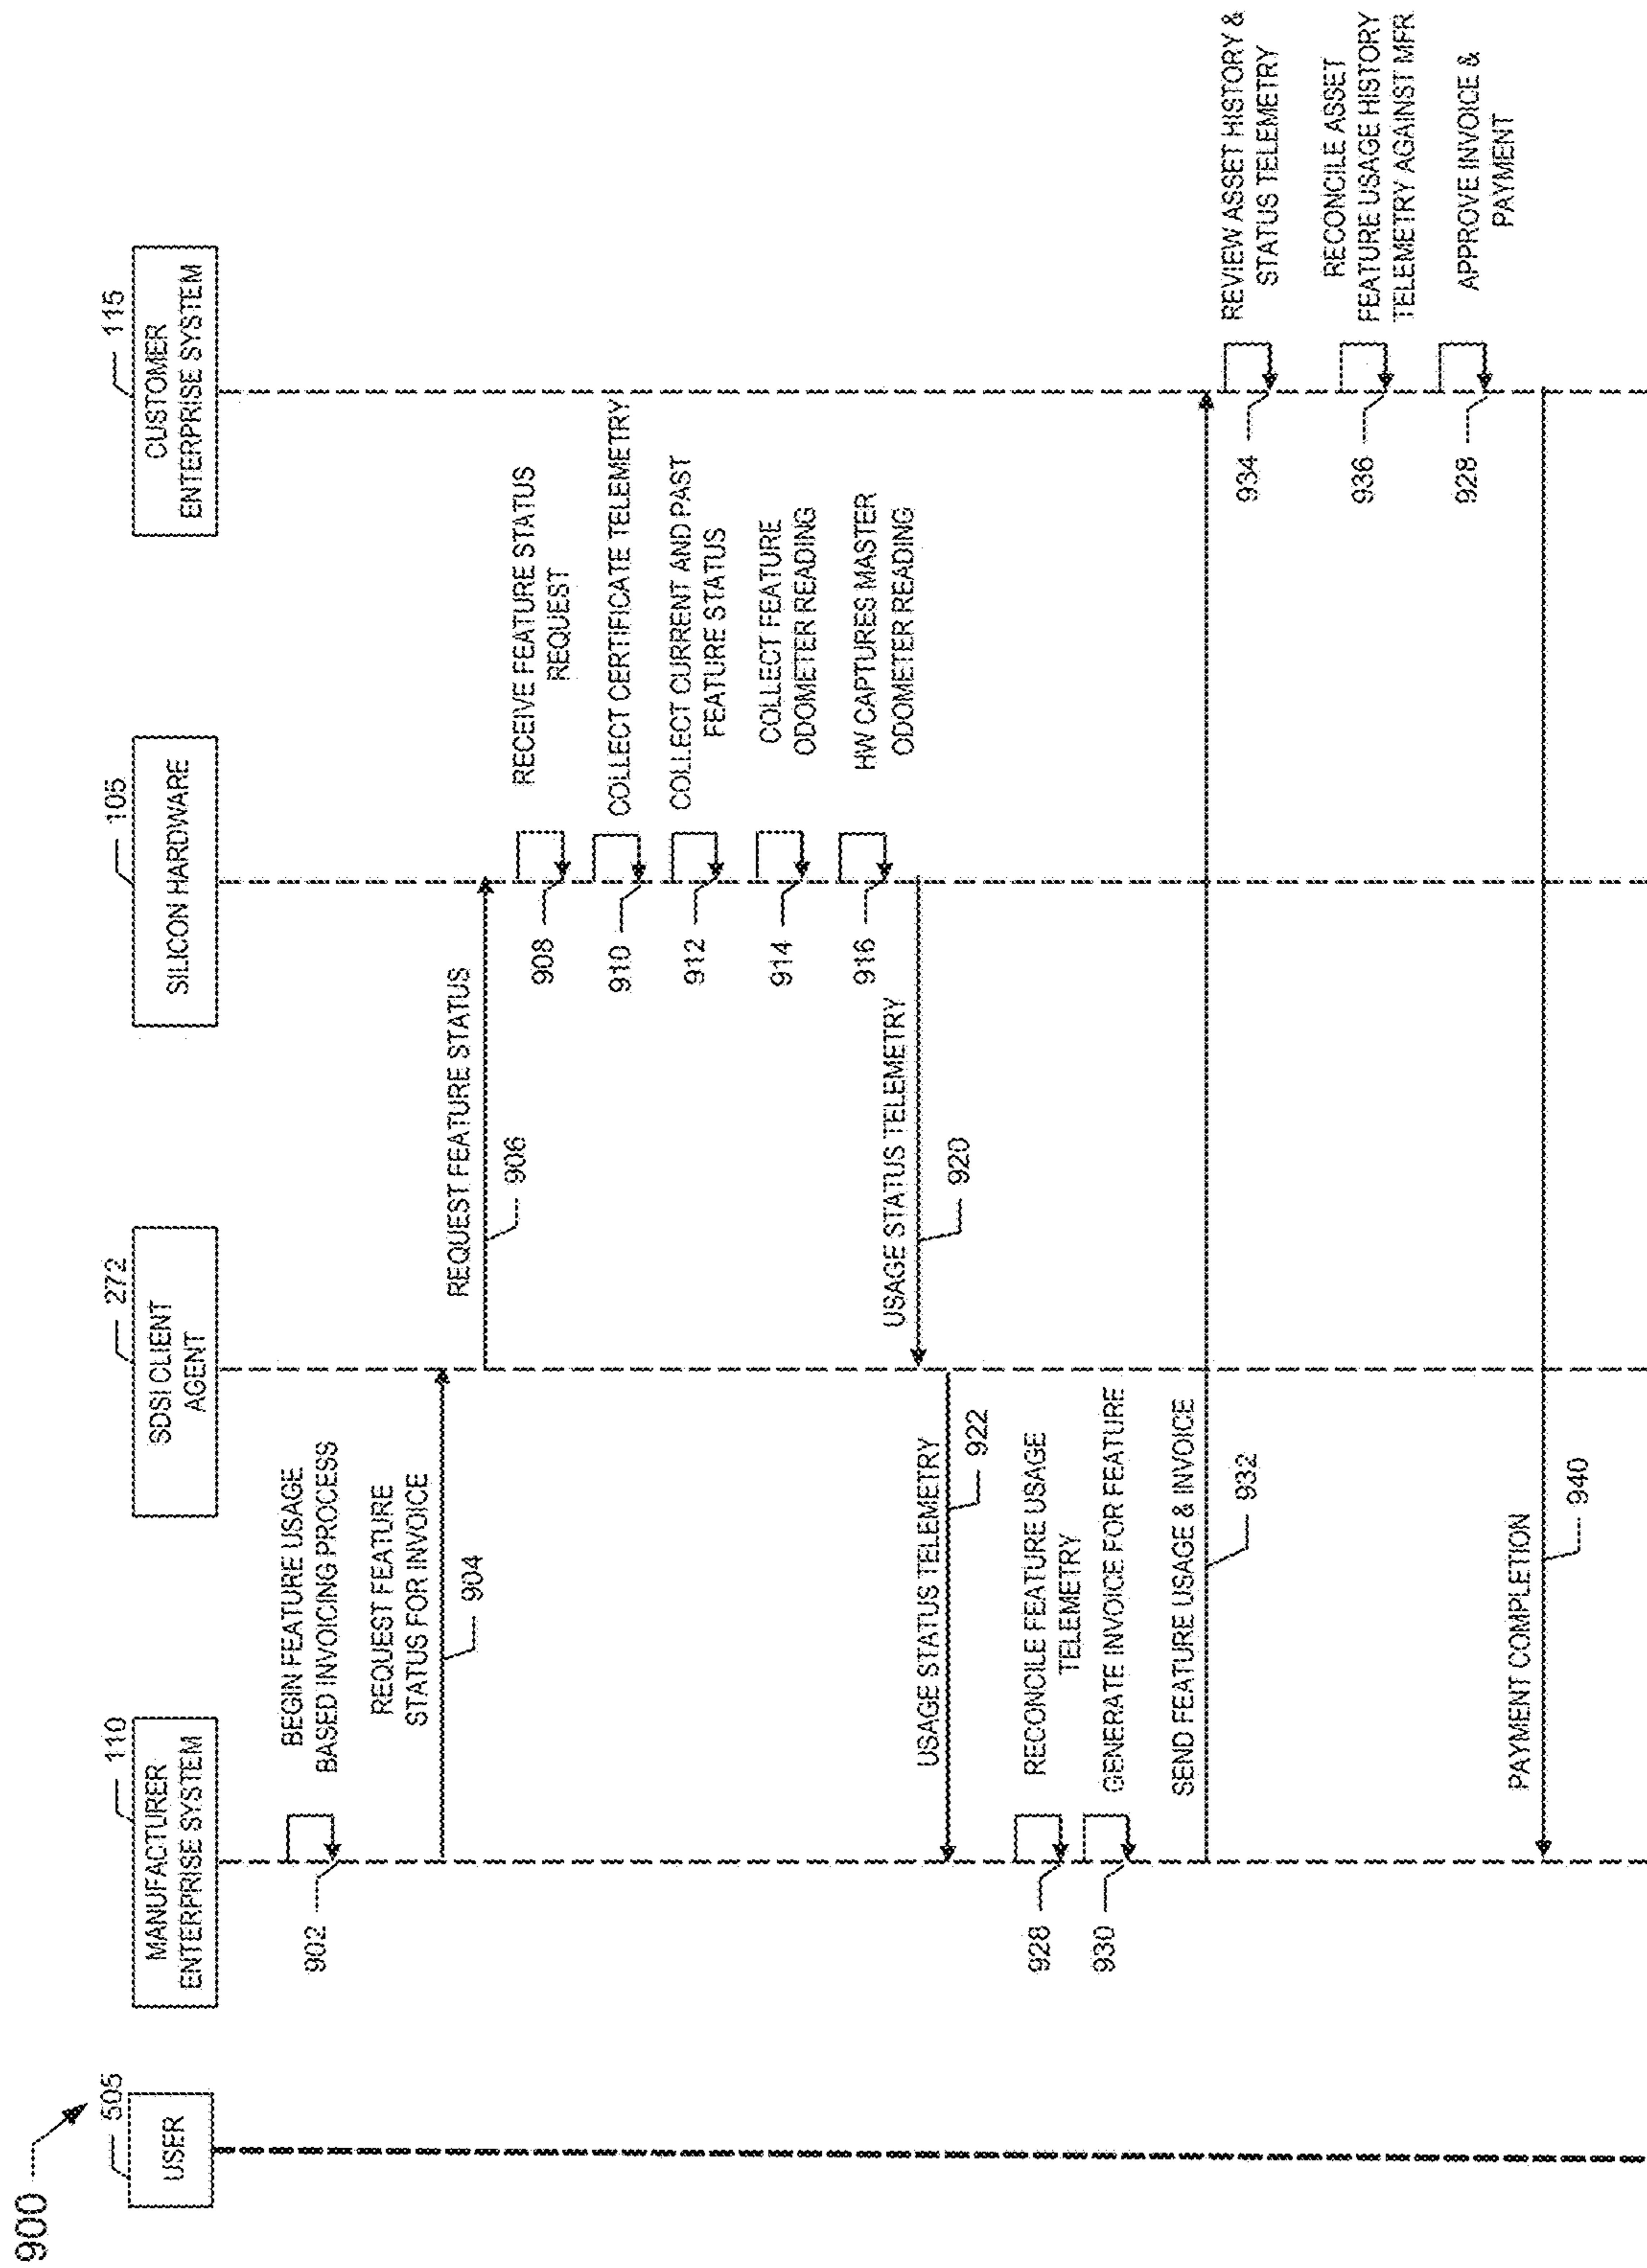 900
505
USER
110
MANUFACTURER
ENTERPRISE SYSTEM
272
SDSI CLIENT
AGENT
105
SILICON HARDWARE
115
CUSTOMER
ENTERPRISE SYSTEM
902
BEGIN FEATURE USAGE
BASED INVOICING PROCESS
REQUEST FEATURE
STATUS FOR INVOICE
904
REQUEST FEATURE STATUS
906
908
RECEIVE FEATURE STATUS
REQUEST
910
COLLECT CERTIFICATE TELEMETRY
912
COLLECT CURRENT AND PAST
FEATURE STATUS
914
COLLECT FEATURE
ODOMETER READING
916
HW CAPTURES MASTER
ODOMETER READING
USAGE STATUS TELEMETRY
920
USAGE STATUS TELEMETRY
922
928
RECONCILE FEATURE USAGE
TELEMETRY
930
GENERATE INVOICE FOR FEATURE
SEND FEATURE USAGE & INVOICE
932
934
REVIEW ASSET HISTORY &
STATUS TELEMETRY
936
RECONCILE ASSET
FEATURE USAGE HISTORY
TELEMETRY AGAINST MFR
928
APPROVE INVOICE &
PAYMENT
PAYMENT COMPLETION
940